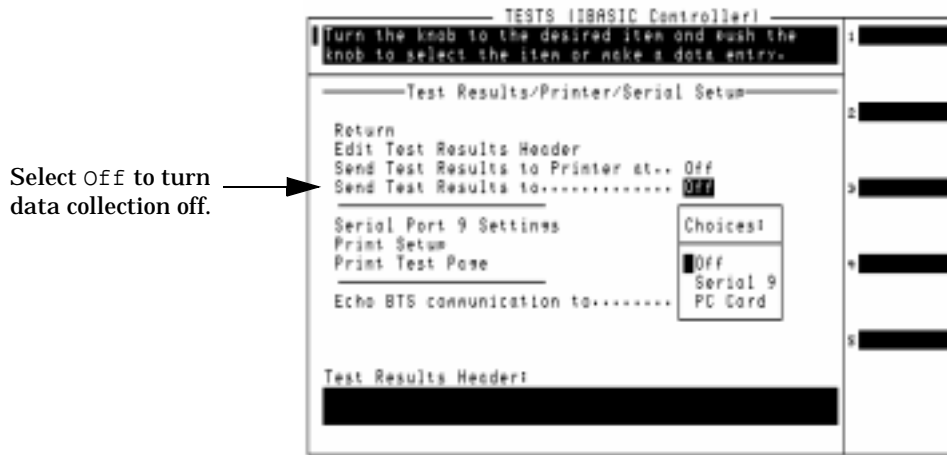 TESTS (IBASIC Controller)
Turn the knob to the desired item and push the
knob to select the item or make a data entry.
Test Results/Printer/Serial Setup
Return
Edit Test Results Header
Send Test Results to Printer at.. Off
Send Test Results to............. Off
Select Off to turn
data collection off.
Serial Port 9 Settings
Print Setup
Print Test Page
Echo BTS communication to........
Choices:
Off
Serial 9
PC Card
Test Results Header:
1
2
3
4
5